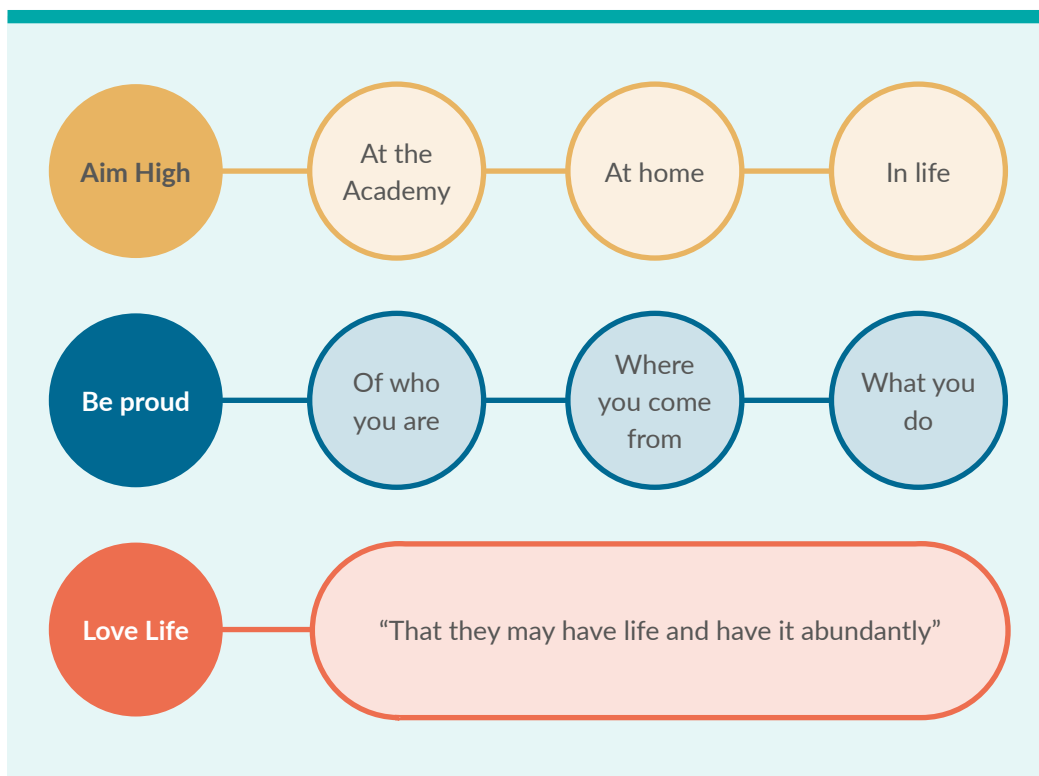 Aim High
At the
Academy
At home
In life
Be proud
Of who
you are
Where
you come
from
What you
do
Love Life
“That they may have life and have it abundantly”